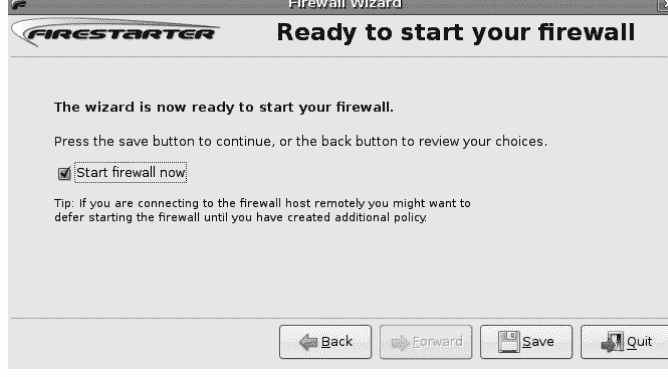 Firewall Wizard
FIRESTARTER
Ready to start your firewall
The wizard is now ready to start your firewall.
Press the save button to continue, or the back button to review your choices.
Start firewall now
Tip: If you are connecting to the firewall host remotely you might want to
defer starting the firewall until you have created additional policy.
Back
Forward
Save
Quit